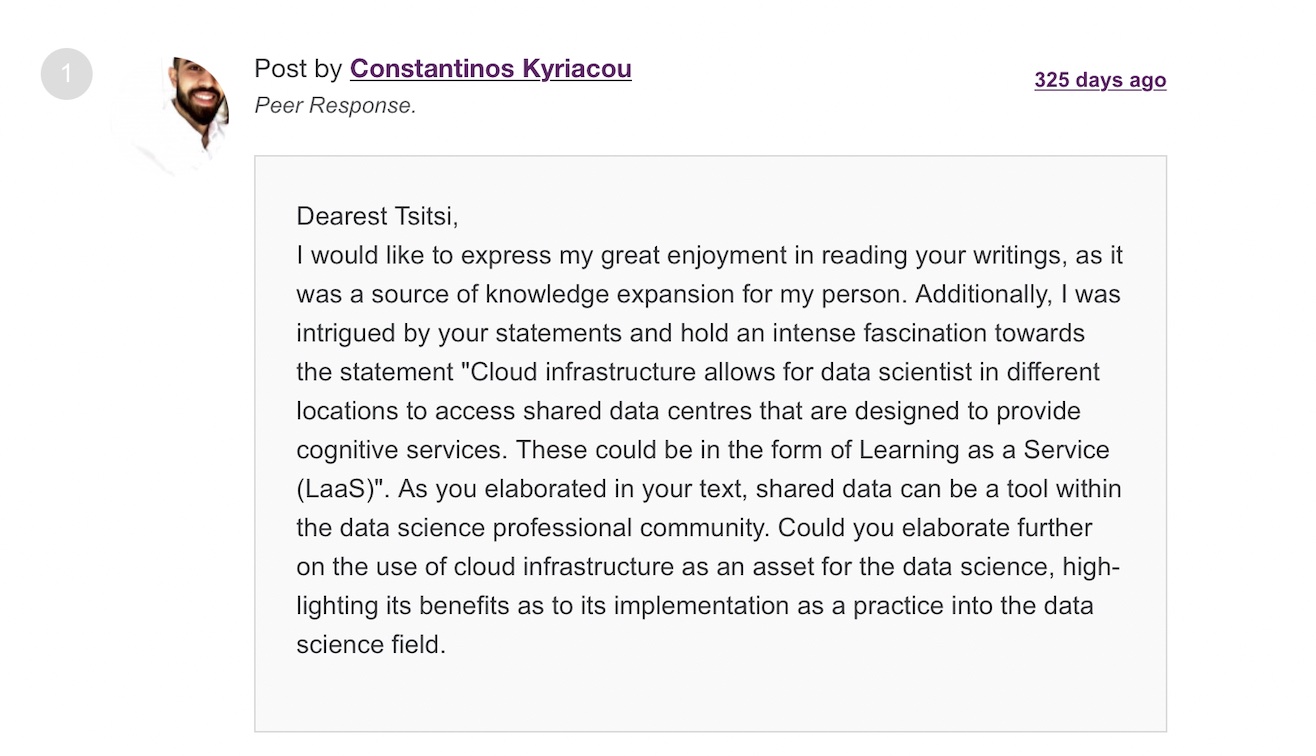 1
Post by Constantinos Kyriacou
325 days ago
Peer Response.
Dearest Tsitsi,
I would like to express my great enjoyment in reading your writings, as it
was a source of knowledge expansion for my person. Additionally, I was
intrigued by your statements and hold an intense fascination towards
the statement "Cloud infrastructure allows for data scientist in different
locations to access shared data centres that are designed to provide
cognitive services. These could be in the form of Learning as a Service
(LaaS)". As you elaborated in your text, shared data can be a tool within
the data science professional community. Could you elaborate further
on the use of cloud infrastructure as an asset for the data science, high-
lighting its benefits as to its implementation as a practice into the data
science field.